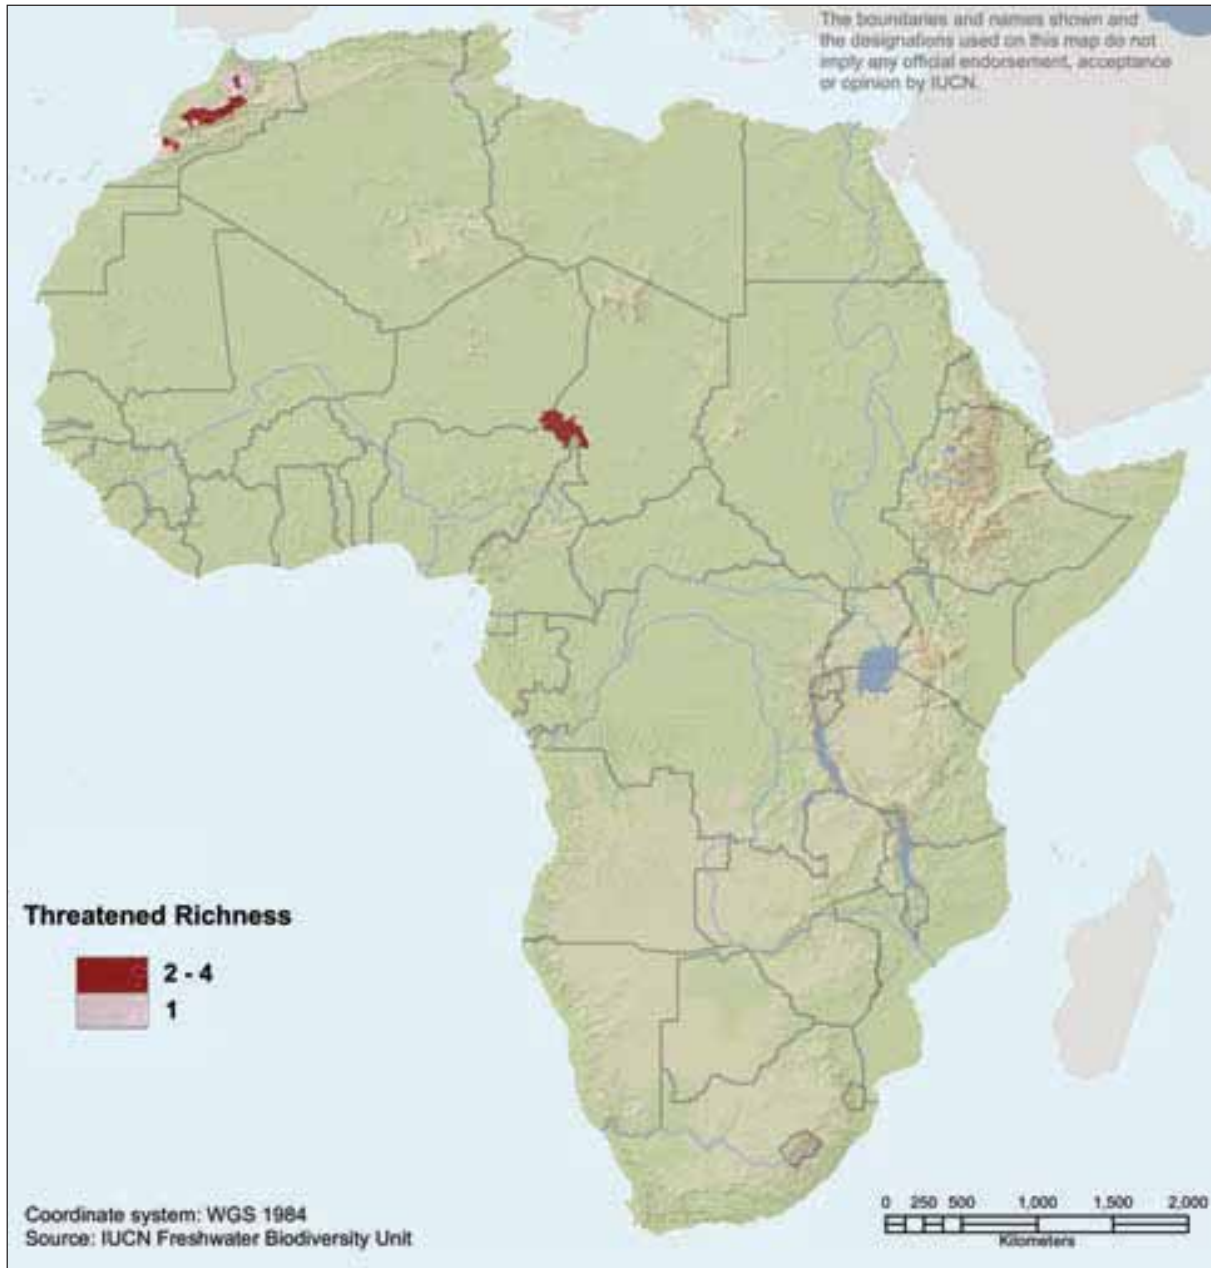 The boundaries and names shown and
the designations used on this map do not
imply any official endorsement, acceptance
or opinion by IUCN.
Threatened Richness
2 - 4
1
Coordinate system: WGS 1984
Source: IUCN Freshwater Biodiversity Unit
0 250 500 1,000 1,500 2,000
Kilometers